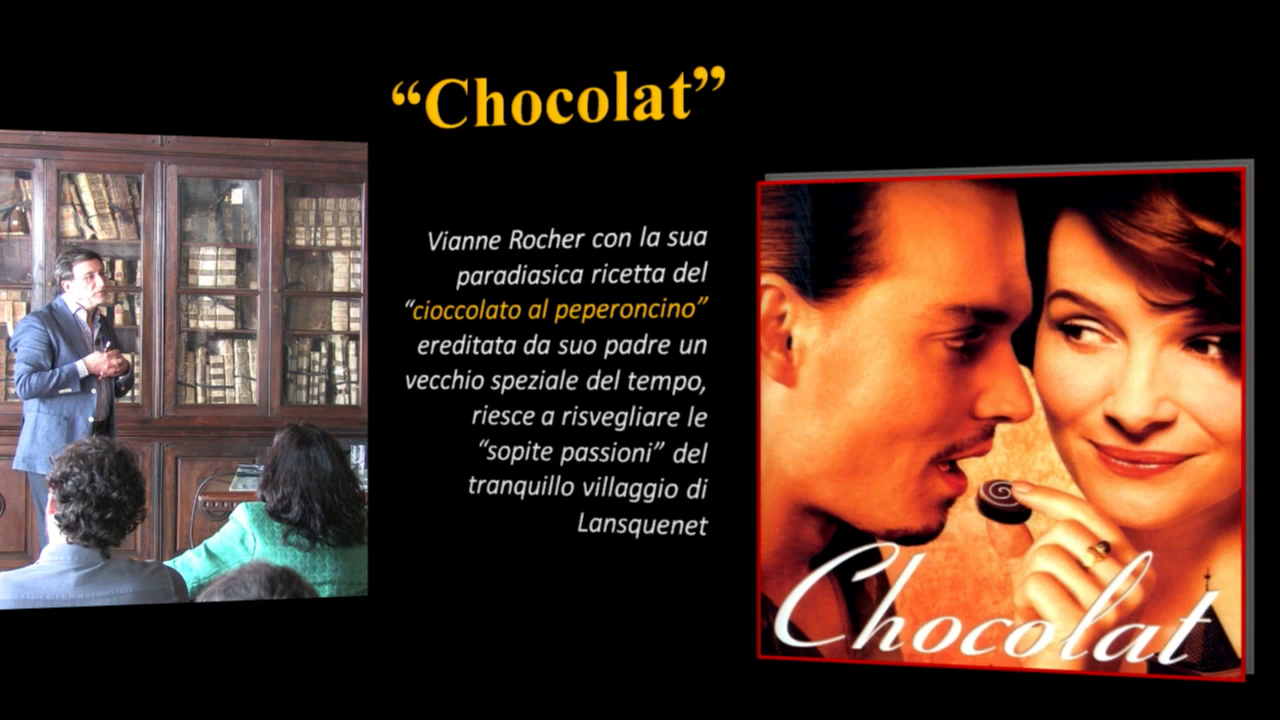 “Chocolat”
Vianne Rocher con la sua
paradiasica ricetta del
“cioccolato al peperoncino”
ereditata da suo padre un
vecchio speziale del tempo,
riesce a risvegliare le
“sopite passioni” del
tranquillo villaggio di
Lansquenet
Chocolat